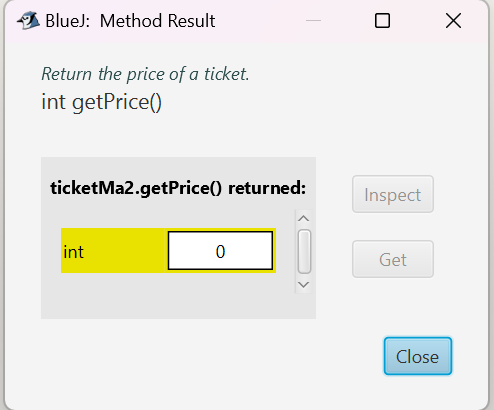 BlueJ:  Method Result
Return the price of a ticket.
int getPrice()
ticketMa2.getPrice() returned:
int 0
Inspect
Get
Close